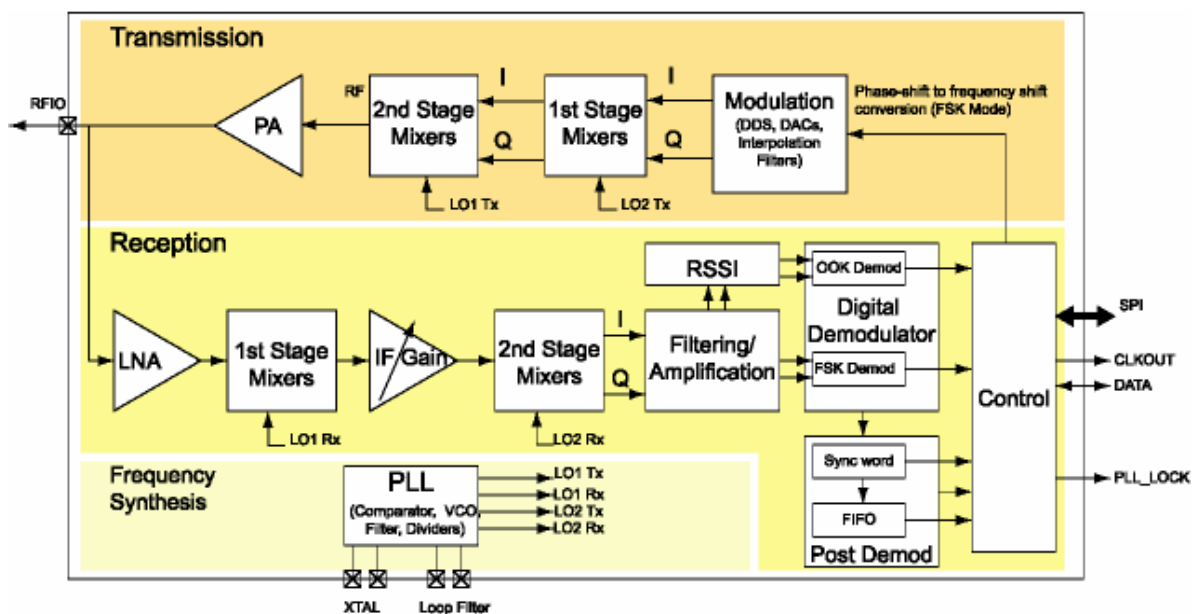 Transmission
RFIO
PA
RF
2nd Stage
Mixers
I
Q
1st Stage
Mixers
I
Q
Modulation
(DDS, DACs,
Interpolation
Filters)
Phase-shift to frequency shift
conversion (FSK Mode)
LO1 Tx
LO2 Tx
Reception
LNA
1st Stage
Mixers
IF Gain
2nd Stage
Mixers
I
Q
Filtering/
Amplification
RSSI
OOK Demod
Digital
Demodulator
FSK Demod
Control
SPI
CLKOUT
DATA
PLL_LOCK
LO1 Rx
LO2 Rx
Sync word
FIFO
Post Demod
Frequency
Synthesis
PLL
(Comparator, VCO,
Filter, Dividers)
LO1 Tx
LO1 Rx
LO2 Tx
LO2 Rx
XTAL
Loop Filter